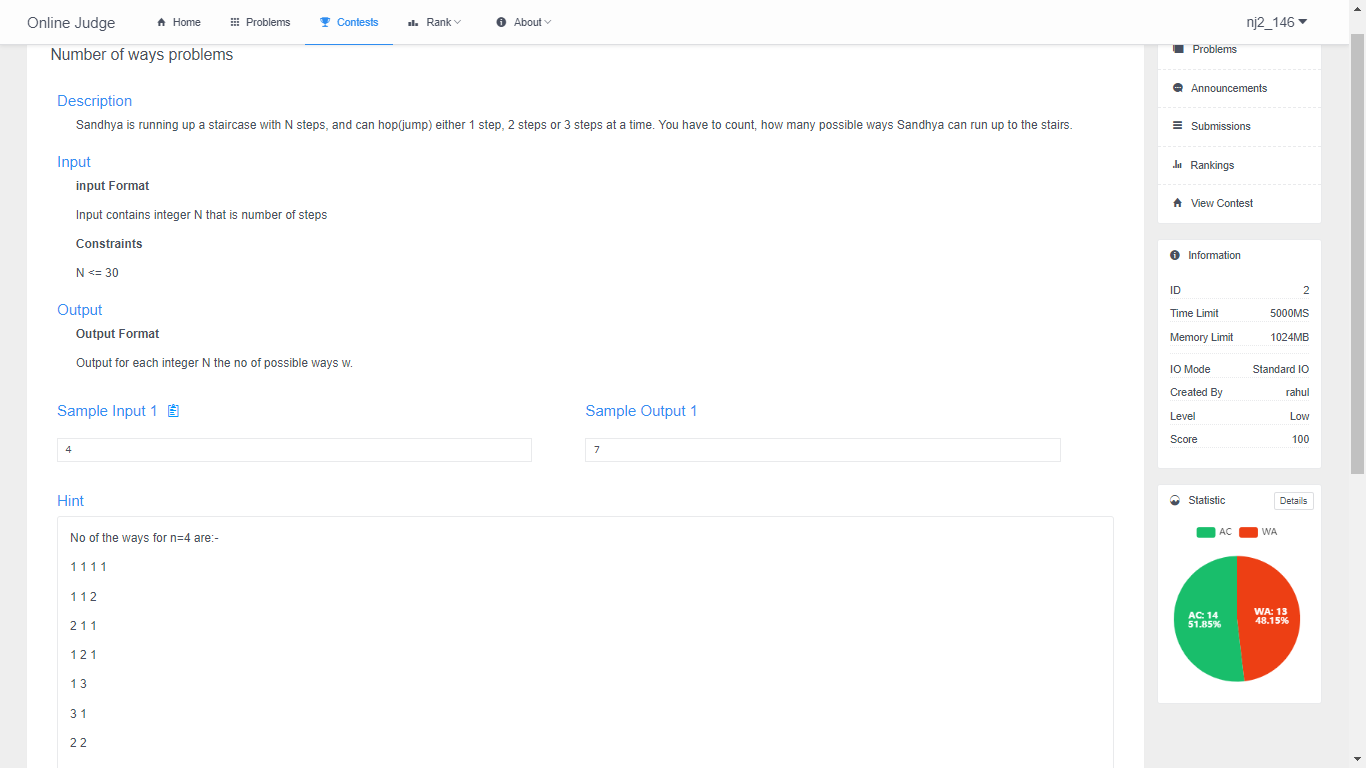 Online Judge
Home
Problems
Contests
Rank
About
nj2_146
Number of ways problems
Description
Sandhya is running up a staircase with N steps, and can hop(jump) either 1 step, 2 steps or 3 steps at a time. You have to count, how many possible ways Sandhya can run up to the stairs.
Input
input Format
Input contains integer N that is number of steps
Constraints
N <= 30
Output
Output Format
Output for each integer N the no of possible ways w.
Sample Input 1
4
Sample Output 1
7
Hint
No of the ways for n=4 are:-
1 1 1 1
1 1 2
2 1 1
1 2 1
1 3
3 1
2 2
Problems
Announcements
Submissions
Rankings
View Contest
Information
ID 2
Time Limit 5000MS
Memory Limit 1024MB
IO Mode Standard IO
Created By rahul
Level Low
Score 100
Statistic
Details
AC WA
AC: 14
51.85%
WA: 13
48.15%